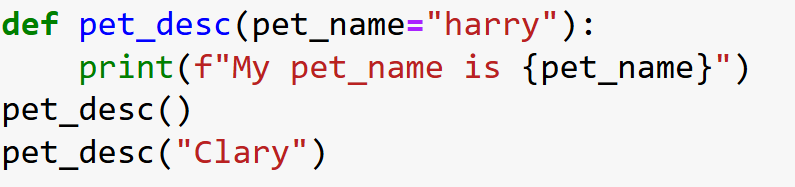 def pet_desc(pet_name="harry"):
    print(f"My pet_name is {pet_name}")
pet_desc()
pet_desc("Clary")